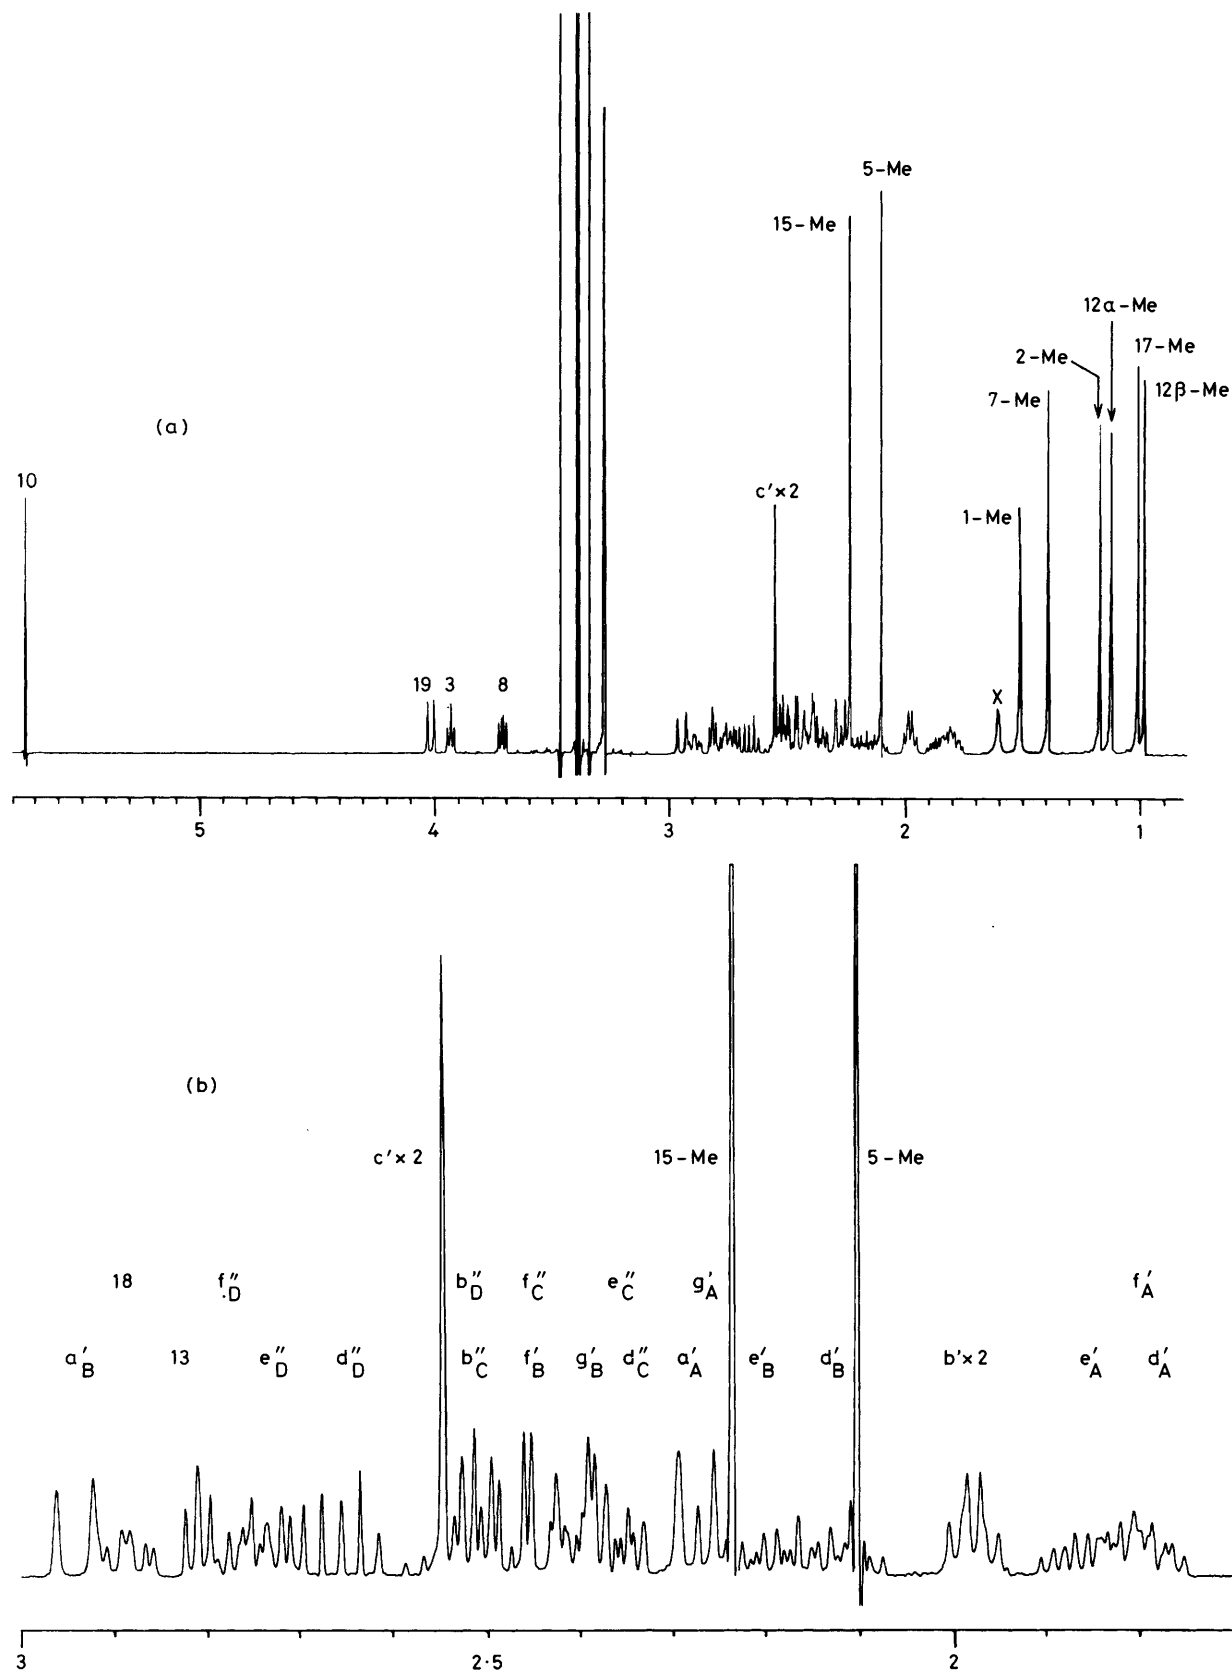 5-Me
15-Me
12α-Me
17-Me
2-Me
12β-Me
7-Me
(a)
10
c′×2
1-Me
19 3 8
X
5 4 3 2 1
(b)
c′×2 15-Me 5-Me
18 f″D b″D f″C e″C g′A f′A
a′B 13 e″D d″D b″C f′B g′B d″C a′A e′B d′B b′×2 e′A d′A
3 2·5 2